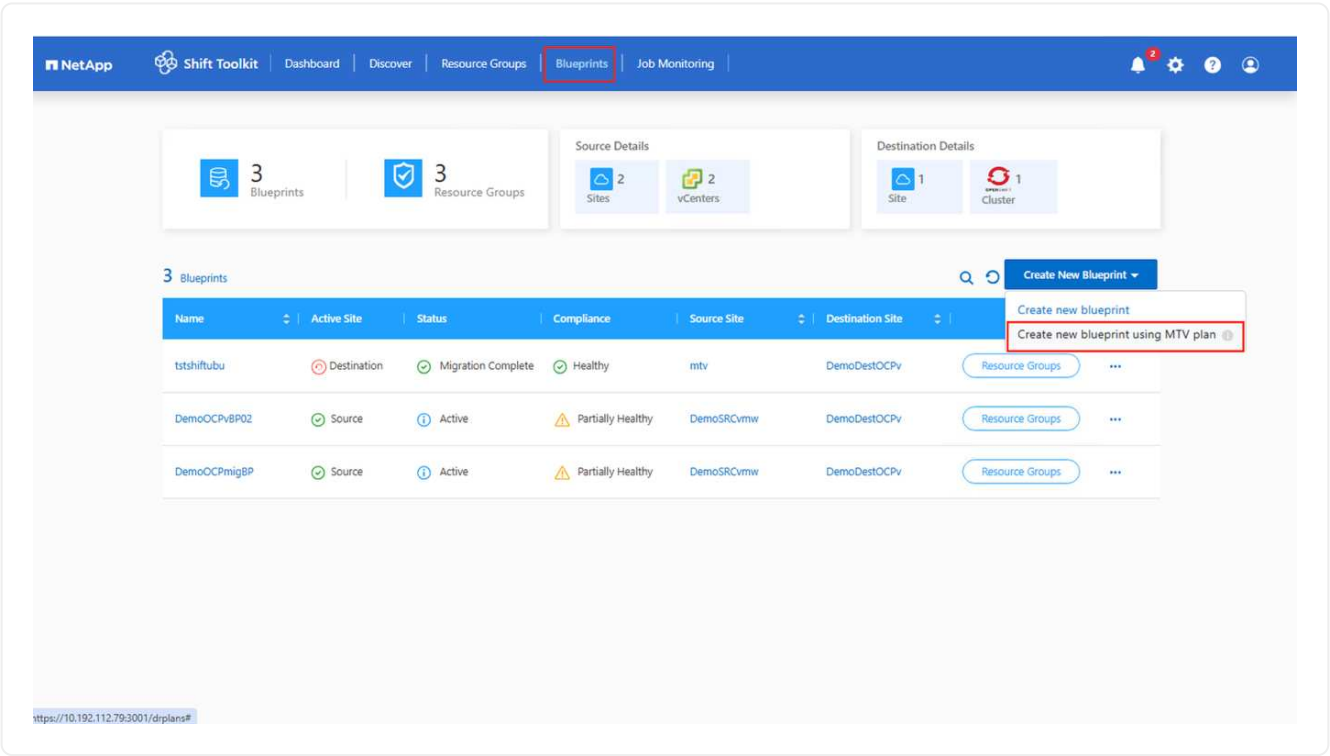 NetApp Shift Toolkit Dashboard Discover Resource Groups Blueprints Job Monitoring 2
3 Blueprints
3 Resource Groups
Source Details
2 Sites
2 vCenters
Destination Details
1 Site
1 Cluster
3 Blueprints
Create New Blueprint
Create new blueprint
Create new blueprint using MTV plan
Name Active Site Status Compliance Source Site Destination Site
tstshiftubu Destination Migration Complete Healthy mtv DemoDestOCPv Resource Groups
DemoOCPvBP02 Source Active Partially Healthy DemoSRCvmw DemoDestOCPv Resource Groups
DemoOCPmigBP Source Active Partially Healthy DemoSRCvmw DemoDestOCPv Resource Groups
https://10.192.112.79:3001/drplans#